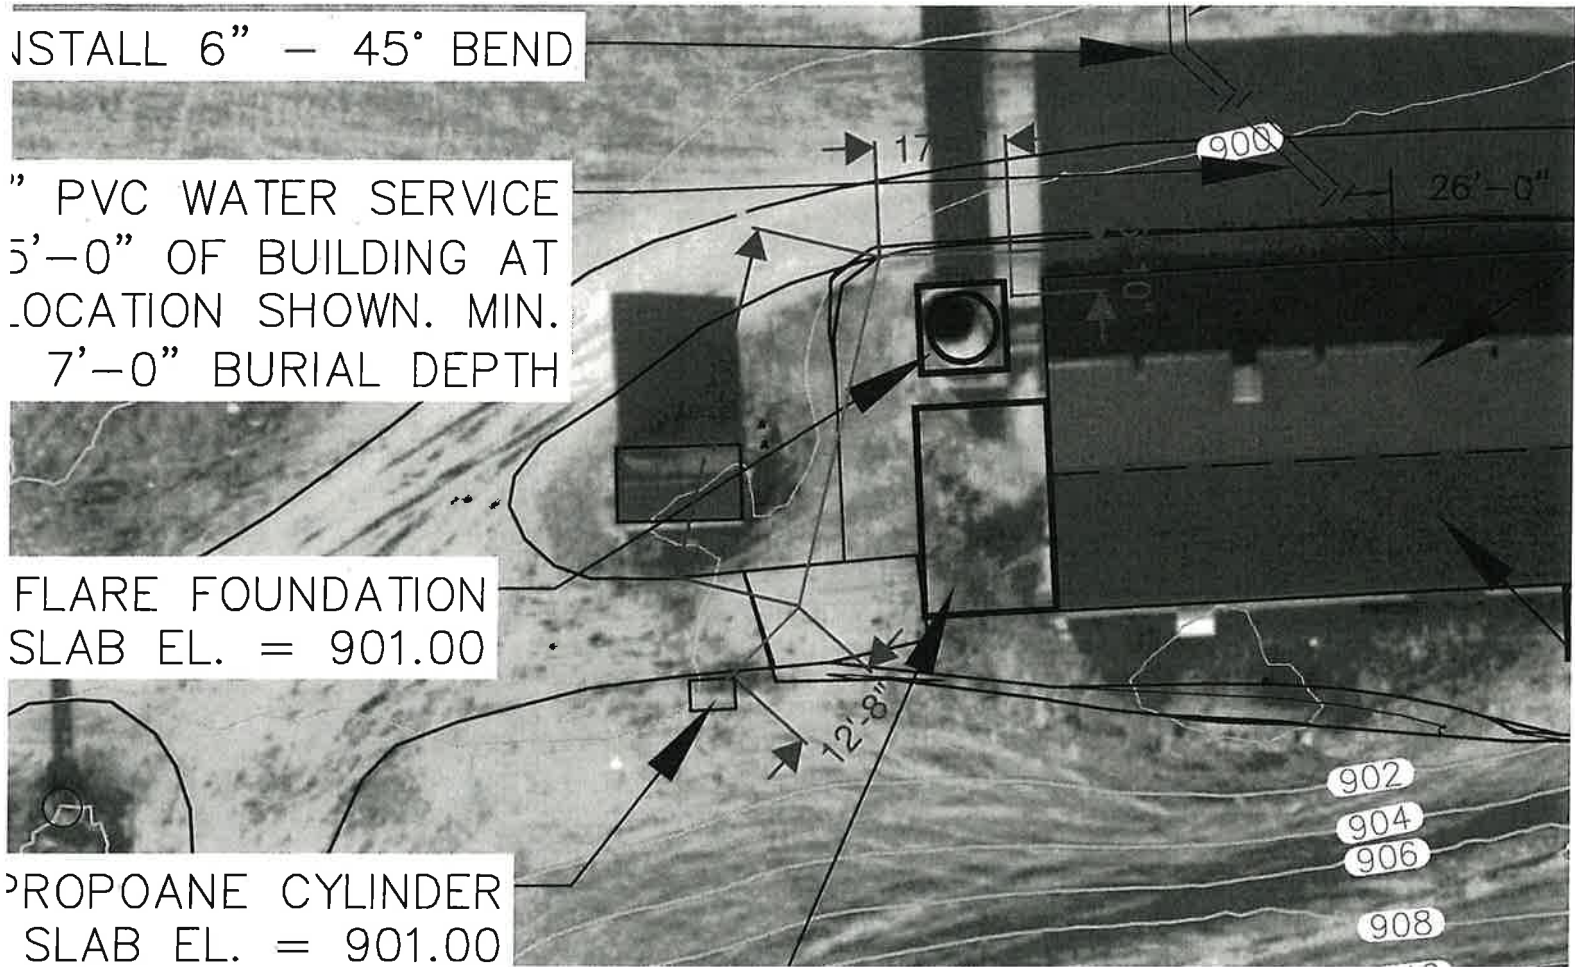 NSTALL 6" - 45° BEND
" PVC WATER SERVICE
5'-0" OF BUILDING AT
LOCATION SHOWN. MIN.
7'-0" BURIAL DEPTH
FLARE FOUNDATION
SLAB EL. = 901.00
PROPOANE CYLINDER
SLAB EL. = 901.00
17
900
26'-0"
12'-8"
902
904
906
908